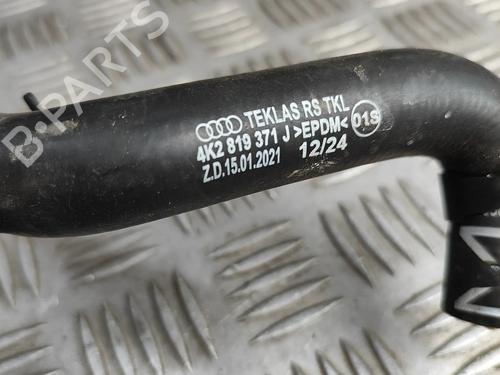 B-PARTS
TEKLAS RS TKL
4K2 819 371 J >EPDM< 01S
Z.D.15.01.2021 12/24